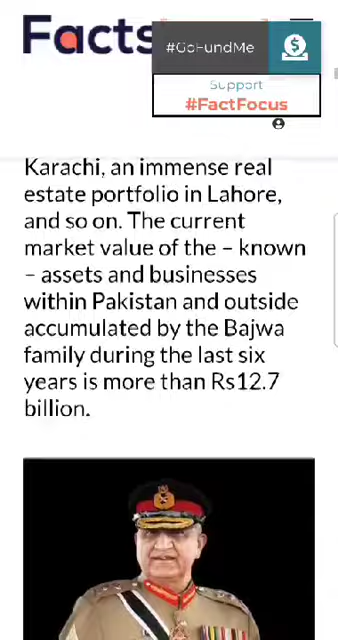 Facts
#GoFundMe
$
Support
#FactFocus
Karachi, an immense real
estate portfolio in Lahore,
and so on. The current
market value of the – known
– assets and businesses
within Pakistan and outside
accumulated by the Bajwa
family during the last six
years is more than Rs12.7
billion.